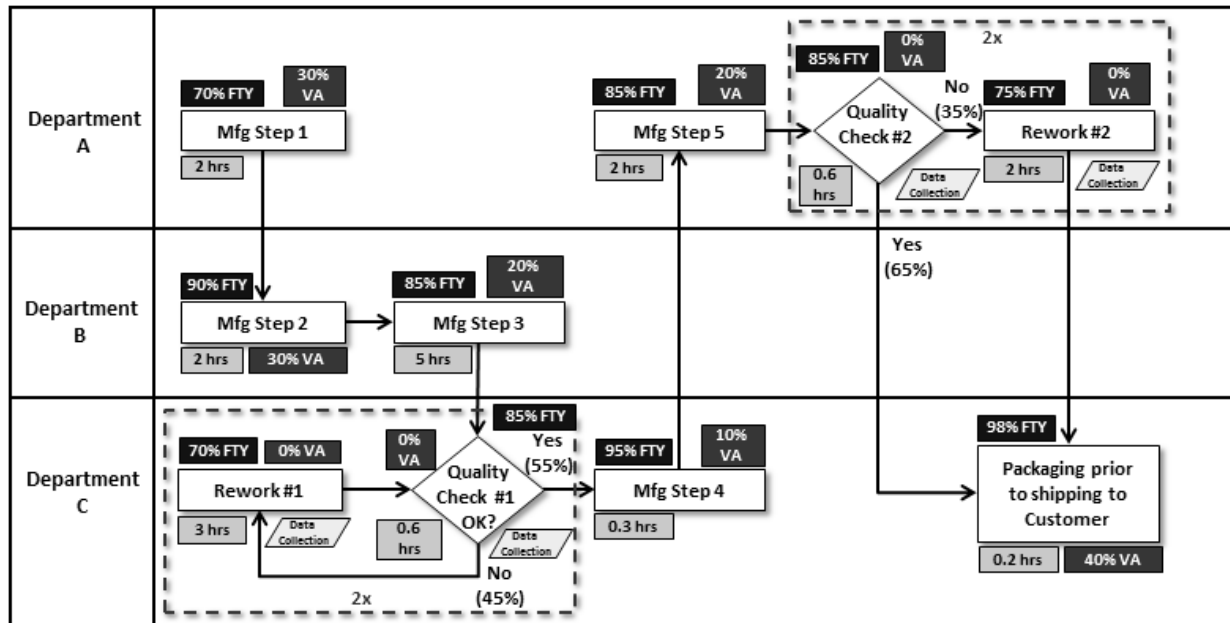 Department
A
70% FTY
30%
VA
Mfg Step 1
2 hrs
85% FTY
20%
VA
Mfg Step 5
2 hrs
2x
85% FTY
0%
VA
Quality
Check #2
0.6
hrs
Data
Collection
No
(35%)
75% FTY
0%
VA
Rework #2
2 hrs
Data
Collection
Yes
(65%)
Department
B
90% FTY
Mfg Step 2
2 hrs
30% VA
85% FTY
20%
VA
Mfg Step 3
5 hrs
Department
C
70% FTY
0% VA
Rework #1
3 hrs
Data
Collection
0%
VA
85% FTY
Quality
Check #1
OK?
0.6
hrs
Data
Collection
Yes
(55%)
No
(45%)
2x
95% FTY
10%
VA
Mfg Step 4
0.3 hrs
98% FTY
Packaging prior
to shipping to
Customer
0.2 hrs
40% VA